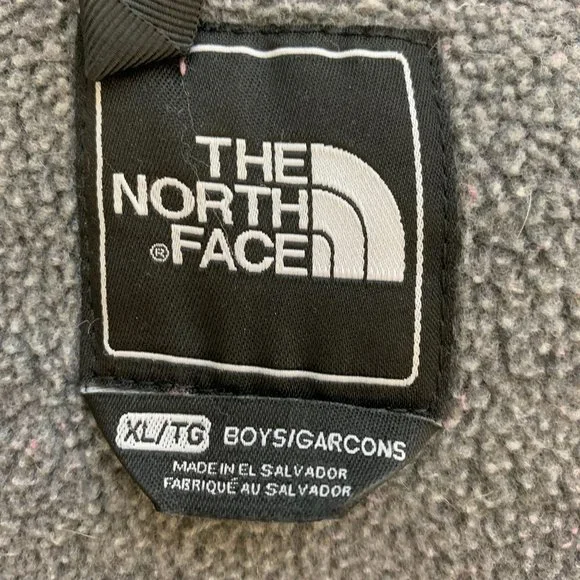 THE
NORTH
®FACE
XL/TG BOYS/GARCONS
MADE IN EL SALVADOR
FABRIQUÉ AU SALVADOR